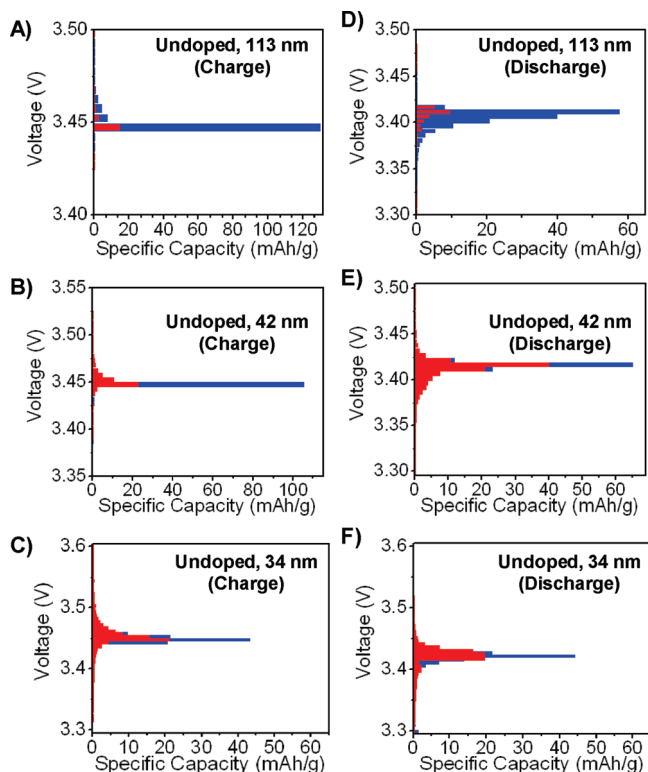 A)
Undoped, 113 nm
(Charge)
3.50
3.45
3.40
Voltage (V)
0 20 40 60 80 100 120
Specific Capacity (mAh/g)
D)
Undoped, 113 nm
(Discharge)
3.50
3.45
3.40
3.35
3.30
Voltage (V)
0 20 40 60
Specific Capacity (mAh/g)
B)
Undoped, 42 nm
(Charge)
3.55
3.50
3.45
3.40
3.35
Voltage (V)
0 20 40 60 80 100
Specific Capacity (mAh/g)
E)
Undoped, 42 nm
(Discharge)
3.50
3.45
3.40
3.35
3.30
Voltage (V)
0 10 20 30 40 50 60
Specific Capacity (mAh/g)
C)
Undoped, 34 nm
(Charge)
3.6
3.5
3.4
3.3
Voltage (V)
0 10 20 30 40 50 60
Specific Capacity (mAh/g)
F)
Undoped, 34 nm
(Discharge)
3.6
3.5
3.4
3.3
Voltage (V)
0 10 20 30 40 50 60
Specific Capacity (mAh/g)